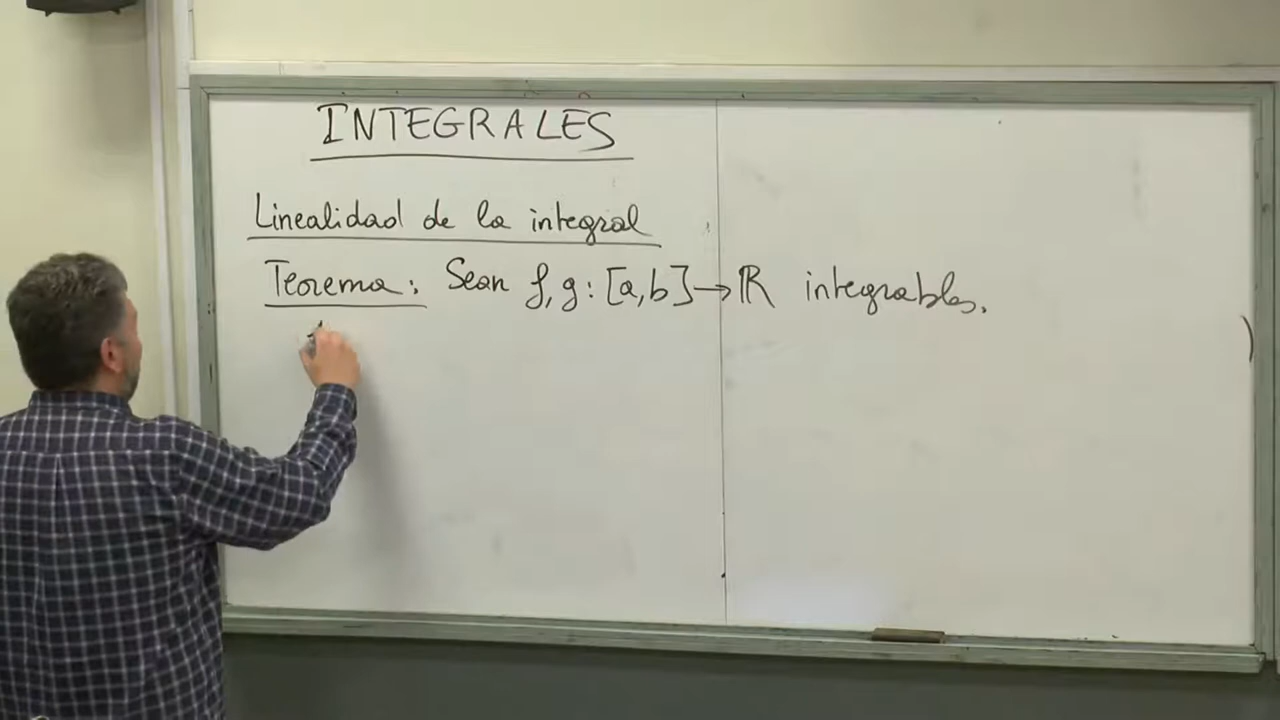 INTEGRALES
Linealidad de la integral
Teorema: Sean f, g: [a,b] → ℝ integrables.